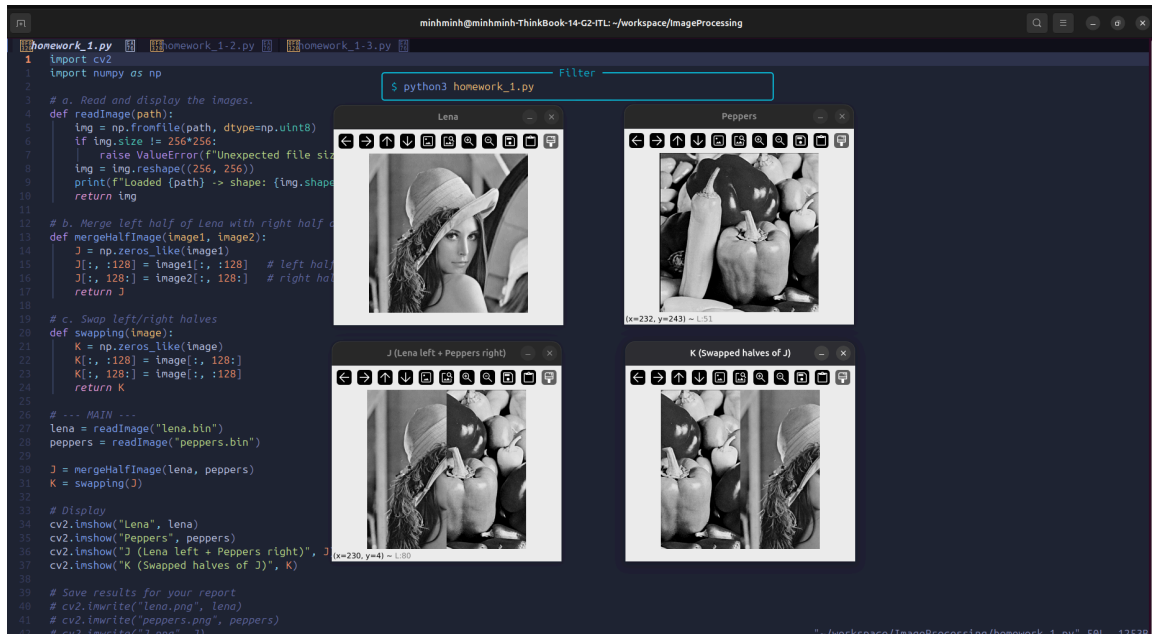 minhminh@minhminh-ThinkBook-14-G2-ITL: ~/workspace/ImageProcessing
homework_1.py homework_1-2.py homework_1-3.py
1 import cv2
1 import numpy as np
2
3 # a. Read and display the images.
4 def readImage(path):
5 img = np.fromfile(path, dtype=np.uint8)
6 if img.size != 256*256:
7 raise ValueError(f"Unexpected file siz
8 img = img.reshape((256, 256))
9 print(f"Loaded {path} -> shape: {img.shape
10 return img
11
12 # b. Merge left half of Lena with right half o
13 def mergeHalfImage(image1, image2):
14 J = np.zeros_like(image1)
15 J[:, :128] = image1[:, :128] # left half
16 J[:, 128:] = image2[:, 128:] # right hal
17 return J
18
19 # c. Swap left/right halves
20 def swapping(image):
21 K = np.zeros_like(image)
22 K[:, :128] = image[:, 128:]
23 K[:, 128:] = image[:, :128]
24 return K
25
26 # --- MAIN ---
27 lena = readImage("lena.bin")
28 peppers = readImage("peppers.bin")
29
30 J = mergeHalfImage(lena, peppers)
31 K = swapping(J)
32
33 # Display
34 cv2.imshow("Lena", lena)
35 cv2.imshow("Peppers", peppers)
36 cv2.imshow("J (Lena left + Peppers right)", J
37 cv2.imshow("K (Swapped halves of J)", K)
38
39 # Save results for your report
40 # cv2.imwrite("lena.png", lena)
41 # cv2.imwrite("peppers.png", peppers)
Filter
$ python3 homework_1.py
Lena
Peppers
(x=232, y=243) ~ L:51
J (Lena left + Peppers right)
(x=230, y=4) ~ L:80
K (Swapped halves of J)